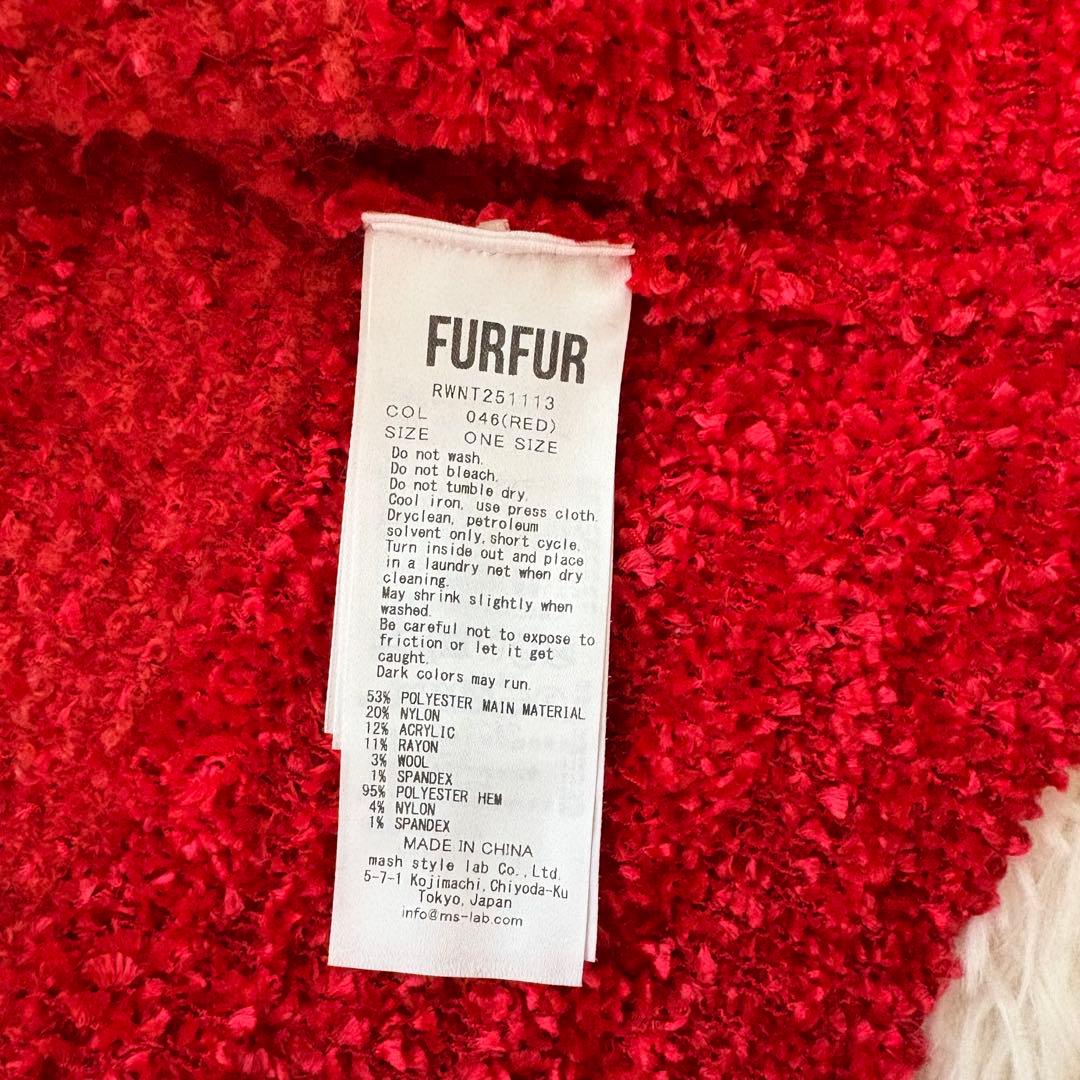 FURFUR
RWNT251113
COL 046(RED)
SIZE ONE SIZE
Do not wash.
Do not bleach.
Do not tumble dry.
Cool iron, use press cloth.
Dryclean, petroleum
solvent only,short cycle.
Turn inside out and place
in a laundry net when dry
cleaning.
May shrink slightly when
washed.
Be careful not to expose to
friction or let it get
caught.
Dark colors may run.
53% POLYESTER MAIN MATERIAL
20% NYLON
12% ACRYLIC
11% RAYON
3% WOOL
1% SPANDEX
95% POLYESTER HEM
4% NYLON
1% SPANDEX
MADE IN CHINA
mash style lab Co.,Ltd.
5-7-1 Kojimachi,Chiyoda-Ku
Tokyo,Japan
info@ms-lab.com